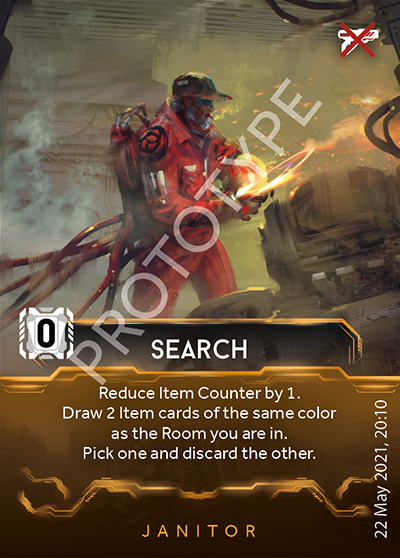 PROTOTYPE
0
SEARCH
Reduce Item Counter by 1.
Draw 2 Item cards of the same color
as the Room you are in.
Pick one and discard the other.
22 May 2021, 20:10
JANITOR